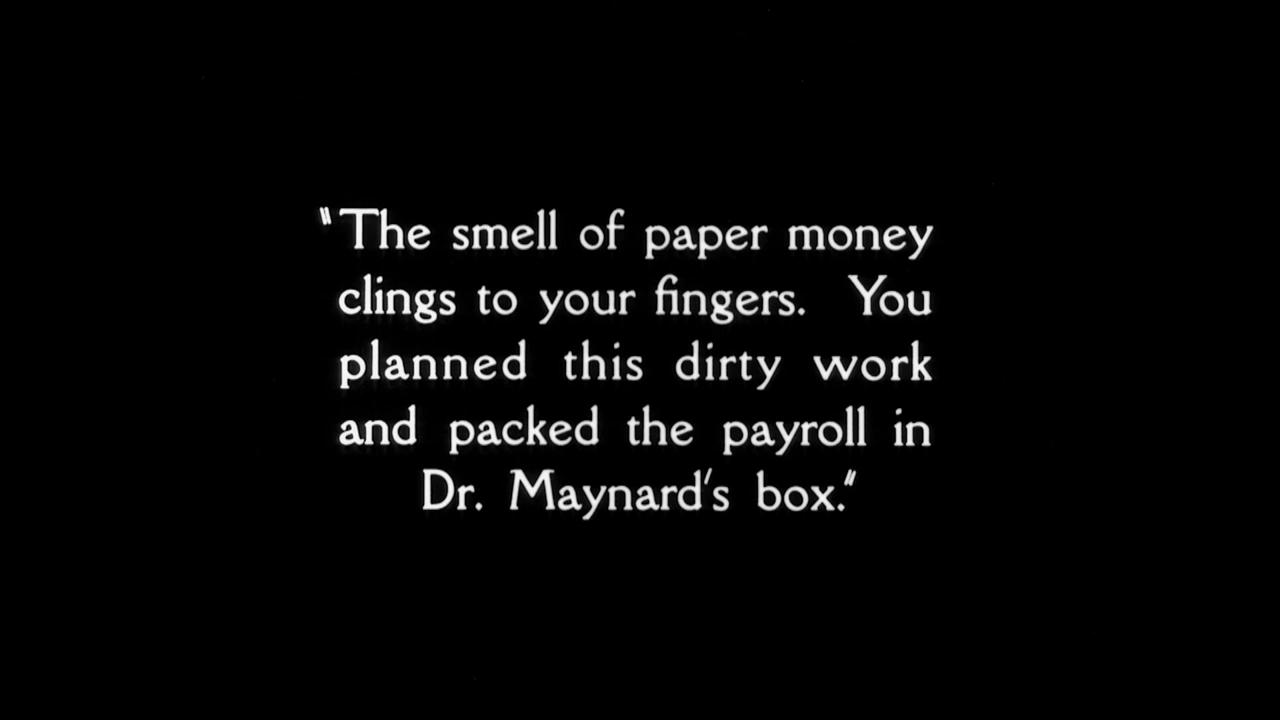 "The smell of paper money
clings to your fingers. You
planned this dirty work
and packed the payroll in
Dr. Maynard's box."